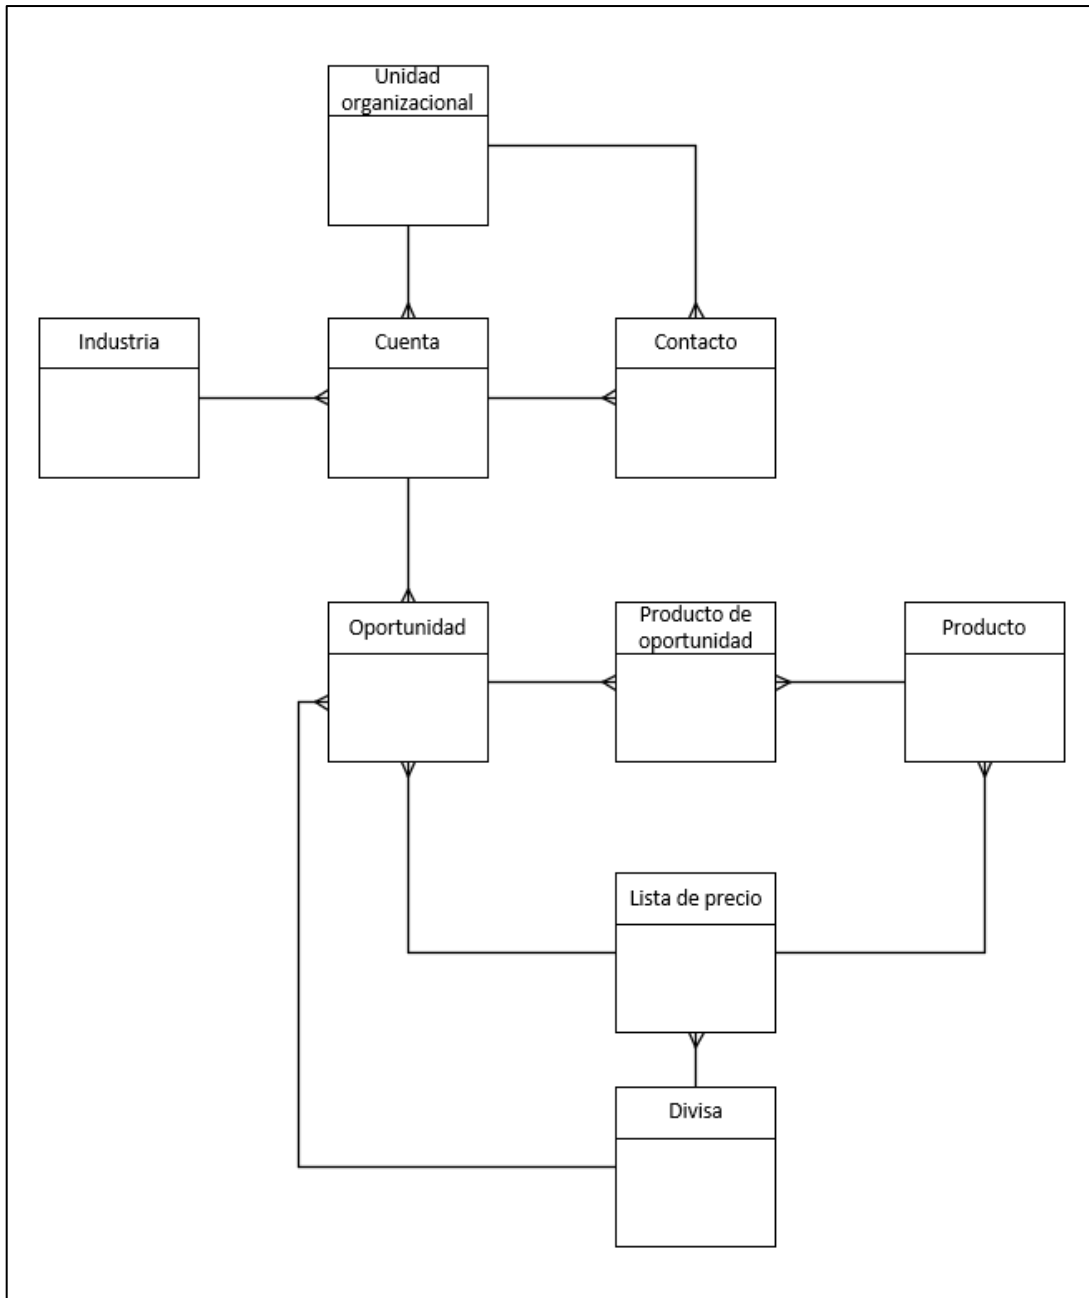 Unidad
organizacional
Industria
Cuenta
Contacto
Oportunidad
Producto de
oportunidad
Producto
Lista de precio
Divisa